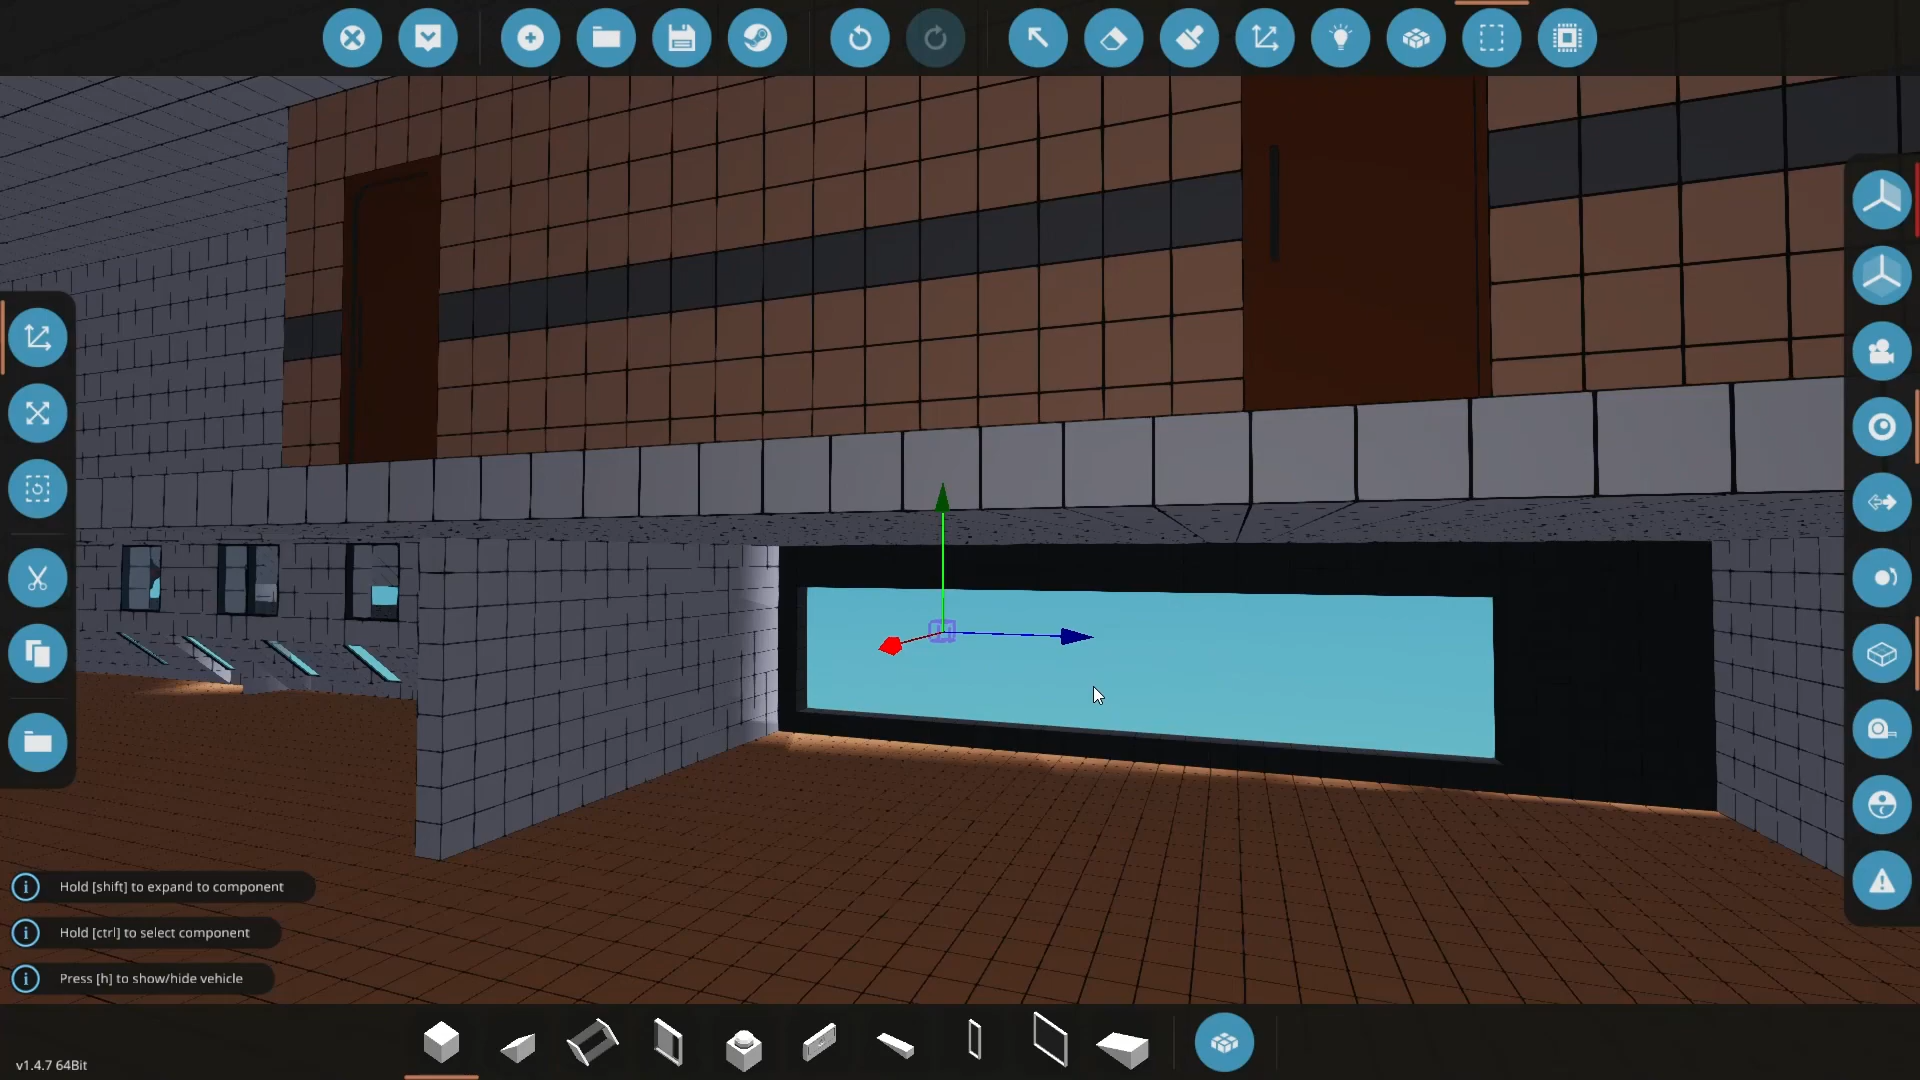 Hold [shift] to expand to component
Hold [ctrl] to select component
Press [h] to show/hide vehicle
v1.4.7 64Bit